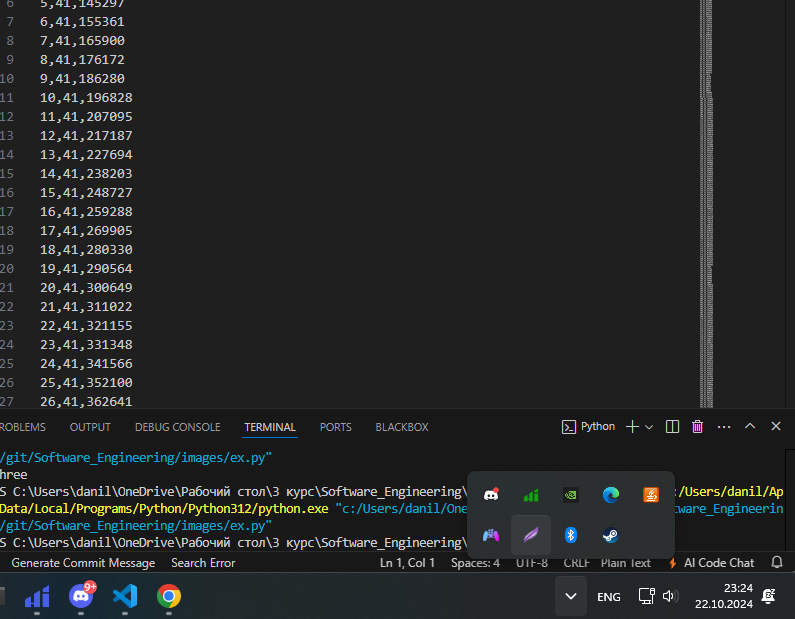 6 5,41,145297
7 6,41,155361
8 7,41,165900
9 8,41,176172
10 9,41,186280
11 10,41,196828
12 11,41,207095
13 12,41,217187
14 13,41,227694
15 14,41,238203
16 15,41,248727
17 16,41,259288
18 17,41,269905
19 18,41,280330
20 19,41,290564
21 20,41,300649
22 21,41,311022
23 22,41,321155
24 23,41,331348
25 24,41,341566
26 25,41,352100
27 26,41,362641
ROBLEMS OUTPUT DEBUG CONSOLE TERMINAL PORTS BLACKBOX Python
/git/Software_Engineering/images/ex.py"
hree
S C:\Users\danil\OneDrive\Рабочий стол\3 курс\Software_Engineering\ :/Users/danil/Ap
Data/Local/Programs/Python/Python312/python.exe "c:/Users/danil/One ftware_Engineerin
/git/Software_Engineering/images/ex.py"
S C:\Users\danil\OneDrive\Рабочий стол\3 курс\Software_Engineering\
Generate Commit Message Search Error Ln 1, Col 1 Spaces: 4 UTF-8 CRLF Plain Text AI Code Chat
9+ ENG 23:24
22.10.2024